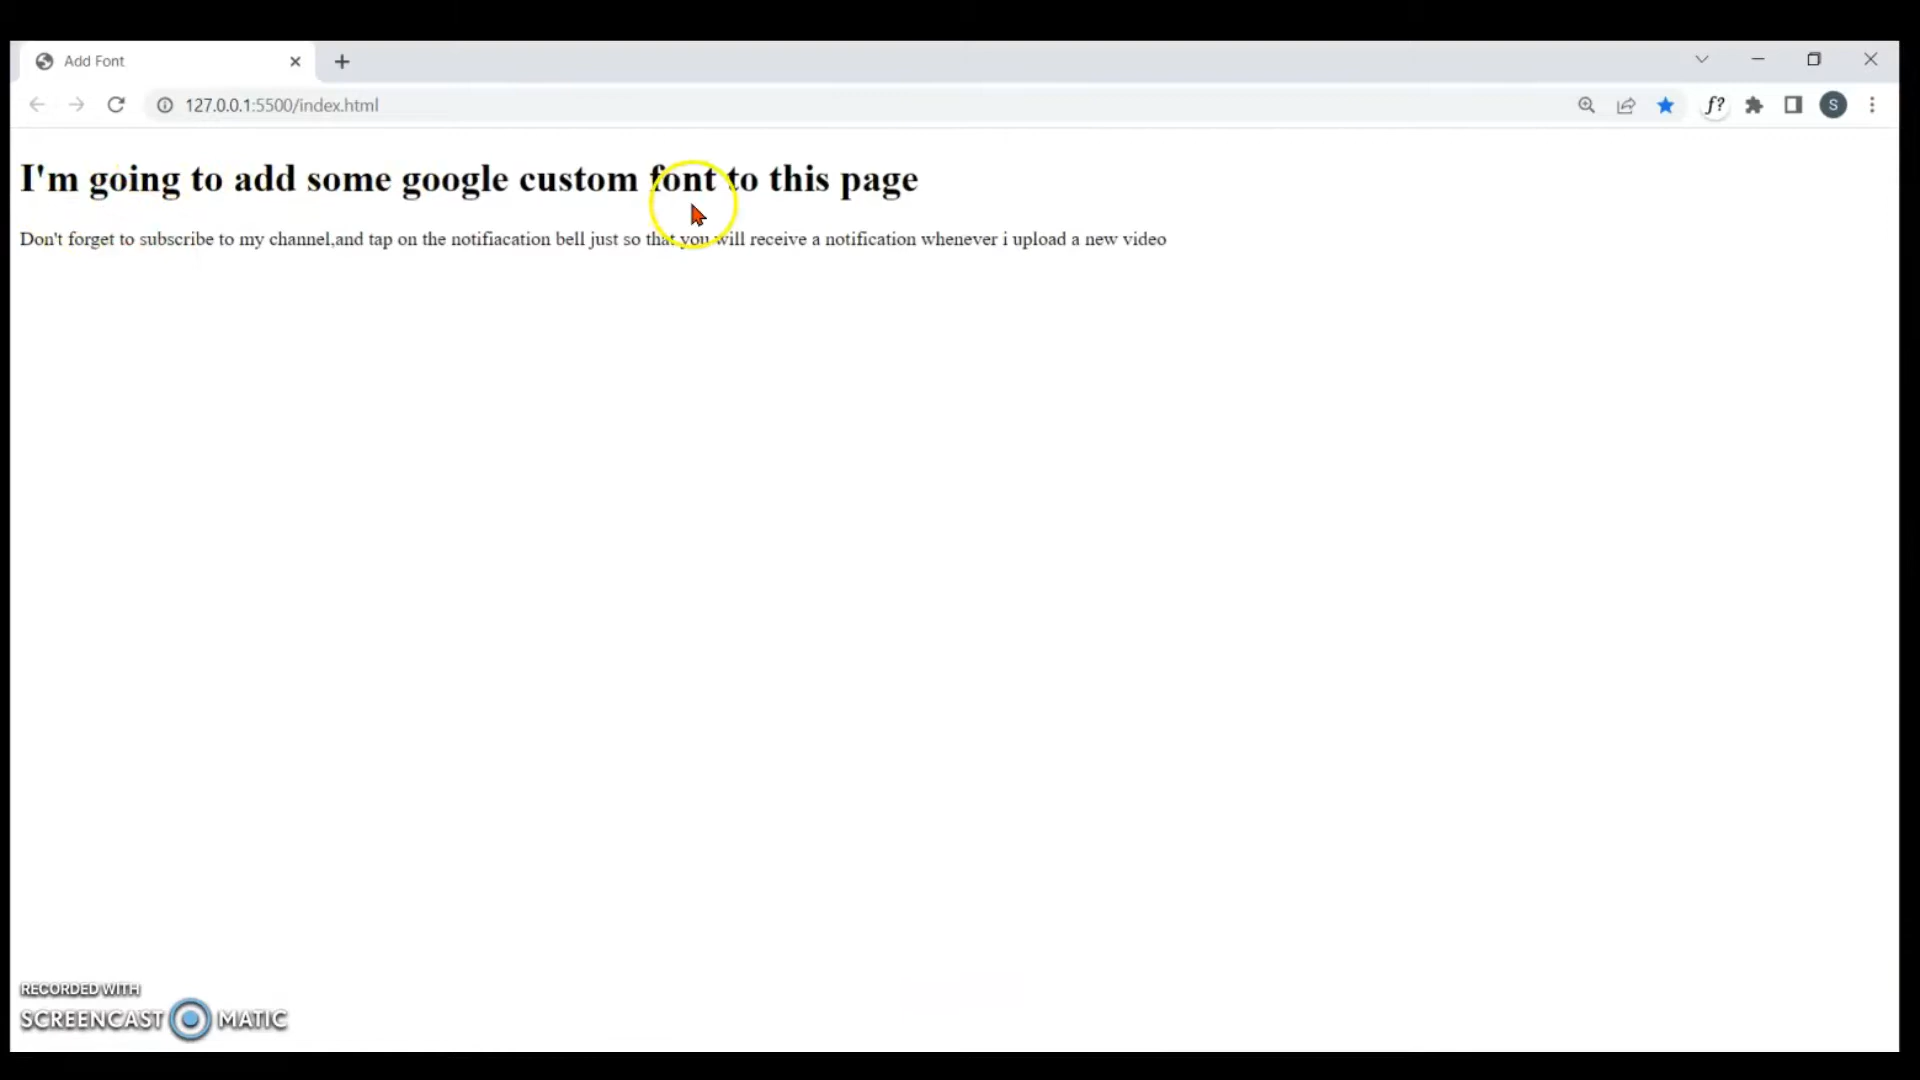 Add Font
127.0.0.1:5500/index.html
f?
S
I'm going to add some google custom font to this page
Don't forget to subscribe to my channel,and tap on the notifiacation bell just so that you will receive a notification whenever i upload a new video
RECORDED WITH
SCREENCAST MATIC